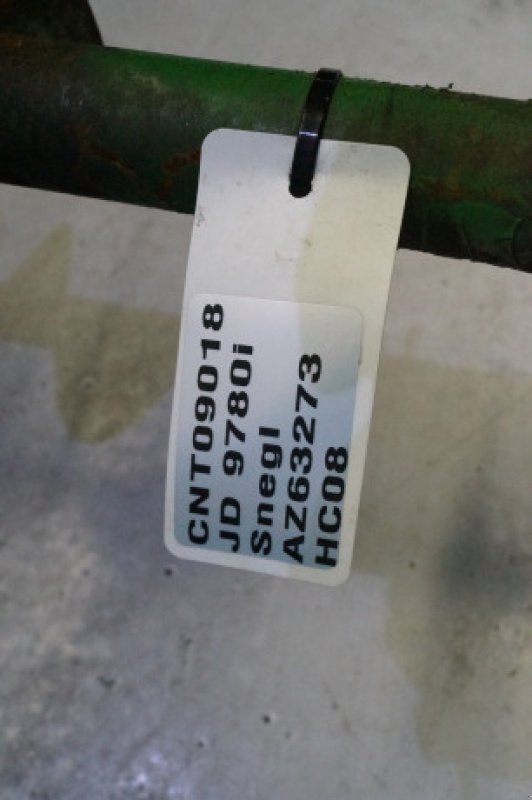 CNT09018
JD 9780i
Snegl
AZ63273
HC08